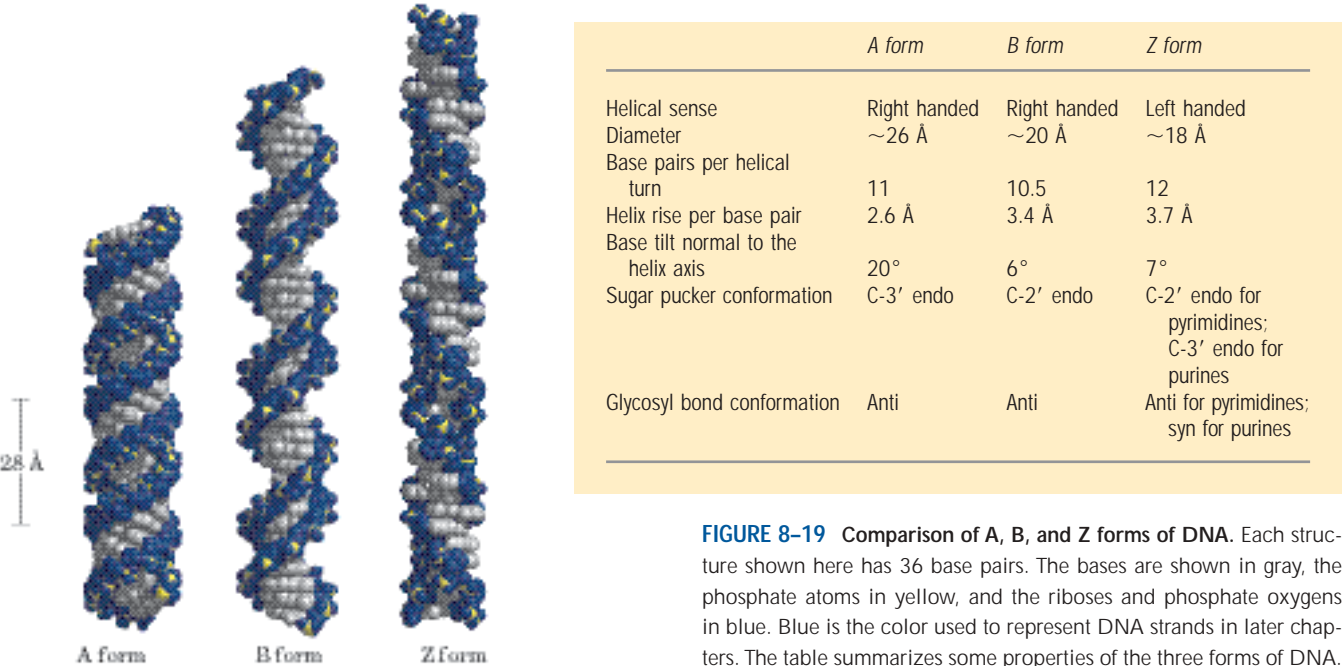 A form B form Z form
Helical sense Right handed Right handed Left handed
Diameter ~26 Å ~20 Å ~18 Å
Base pairs per helical
turn 11 10.5 12
Helix rise per base pair 2.6 Å 3.4 Å 3.7 Å
Base tilt normal to the
helix axis 20° 6° 7°
Sugar pucker conformation C-3′ endo C-2′ endo C-2′ endo for
pyrimidines;
C-3′ endo for
purines
Glycosyl bond conformation Anti Anti Anti for pyrimidines;
syn for purines
28 Å
A form B form Z form
FIGURE 8–19 Comparison of A, B, and Z forms of DNA. Each struc-
ture shown here has 36 base pairs. The bases are shown in gray, the
phosphate atoms in yellow, and the riboses and phosphate oxygens
in blue. Blue is the color used to represent DNA strands in later chap-
ters. The table summarizes some properties of the three forms of DNA.